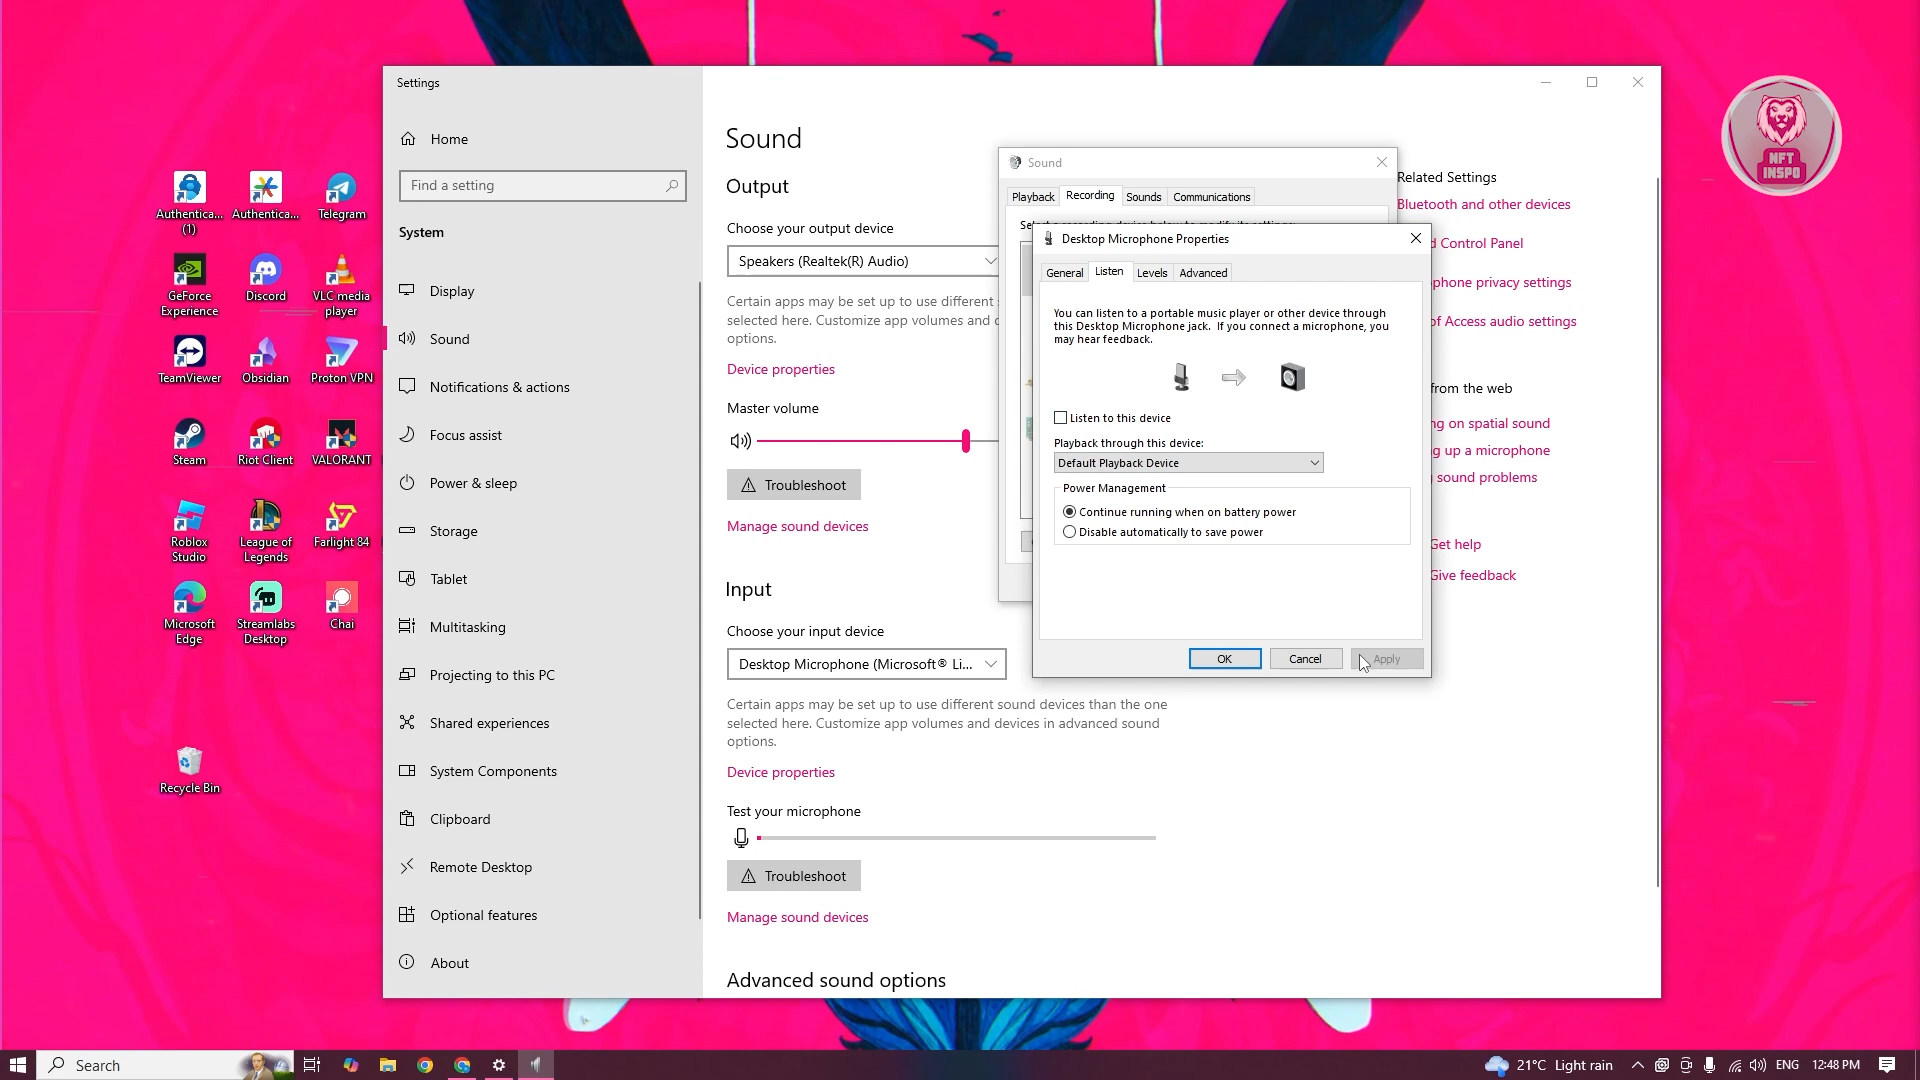 Settings
Home
Find a setting
System
Display
Sound
Notifications & actions
Focus assist
Power & sleep
Storage
Tablet
Multitasking
Projecting to this PC
Shared experiences
System Components
Clipboard
Remote Desktop
Optional features
About
Sound
Output
Choose your output device
Speakers (Realtek(R) Audio)
Certain apps may be set up to use different
selected here. Customize app volumes and
options.
Device properties
Master volume
Troubleshoot
Manage sound devices
Input
Choose your input device
Desktop Microphone (Microsoft® Li...
Certain apps may be set up to use different sound devices than the one
selected here. Customize app volumes and devices in advanced sound
options.
Device properties
Test your microphone
Troubleshoot
Manage sound devices
Advanced sound options
Sound
Playback Recording Sounds Communications
Desktop Microphone Properties
General Listen Levels Advanced
You can listen to a portable music player or other device through
this Desktop Microphone jack. If you connect a microphone, you
may hear feedback.
Listen to this device
Playback through this device:
Default Playback Device
Power Management
Continue running when on battery power
Disable automatically to save power
OK Cancel Apply
Related Settings
Bluetooth and other devices
d Control Panel
phone privacy settings
of Access audio settings
from the web
ng on spatial sound
g up a microphone
sound problems
Get help
Give feedback
Authentica...
(1)
Authentica...
Telegram
GeForce
Experience
Discord
VLC media
player
TeamViewer
Obsidian
Proton VPN
Steam
Riot Client
VALORANT
Roblox
Studio
League of
Legends
Farlight 84
Microsoft
Edge
Streamlabs
Desktop
Chai
Recycle Bin
NFT
INSPO
Search
21°C Light rain
ENG
12:48 PM